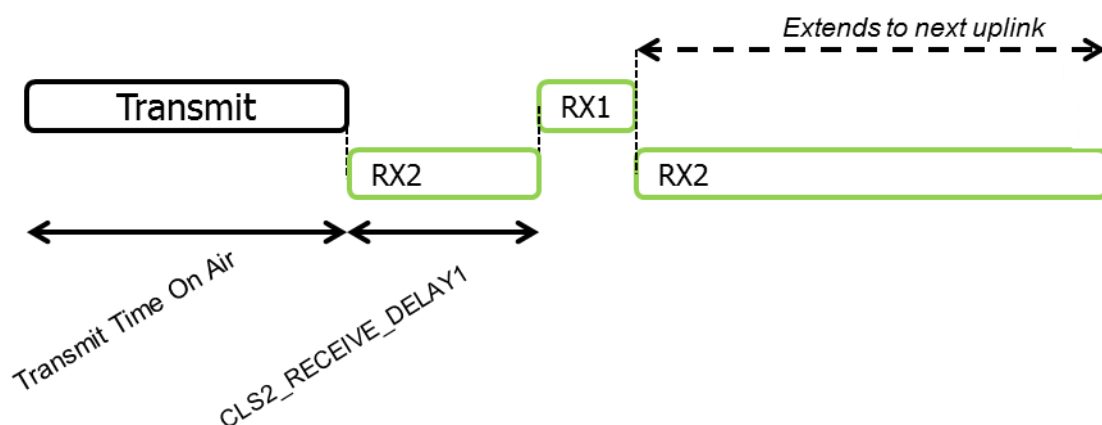 Extends to next uplink
Transmit
RX1
RX2
RX2
Transmit Time On Air
CLS2_RECEIVE_DELAY1